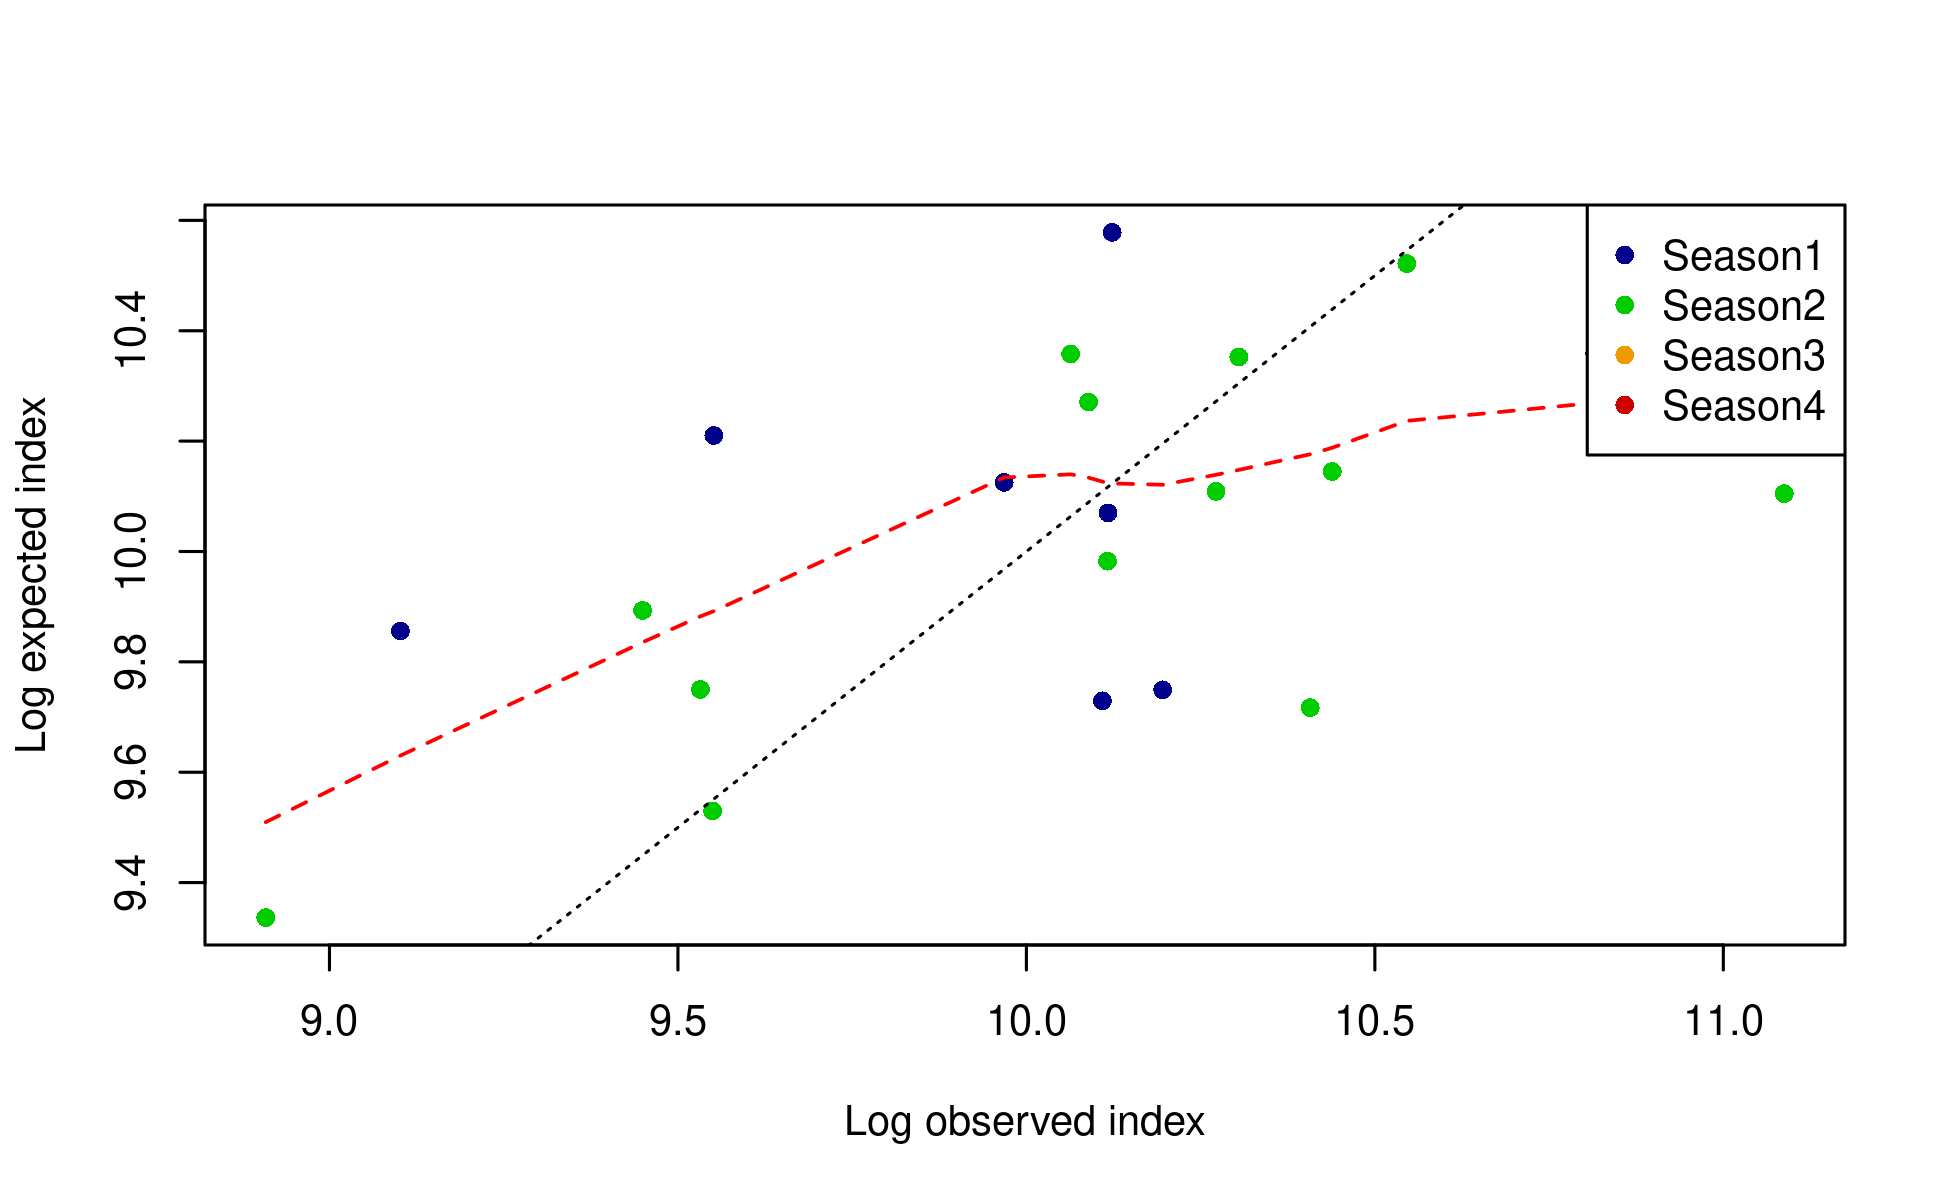 Season1
Season2
Season3
Season4
Log expected index
10.4
10.0
9.8
9.6
9.4
9.0 9.5 10.0 10.5 11.0
Log observed index